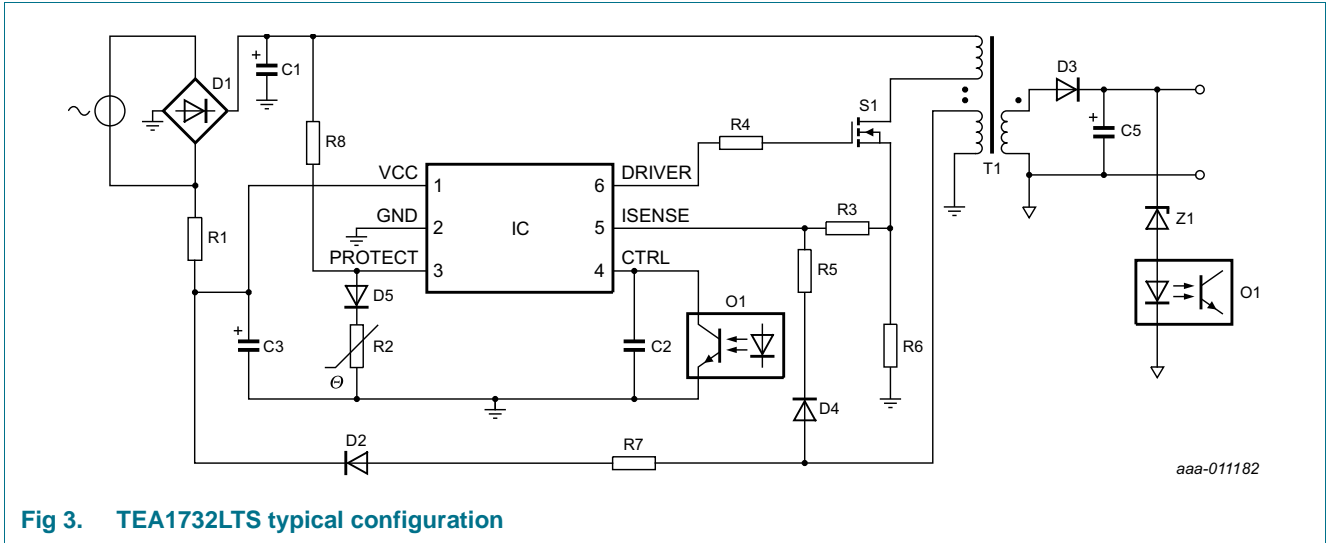 D1
+
C1
R8
S1
R4
D3
+
C5
T1
VCC
1
6
DRIVER
GND
2
IC
5
ISENSE
R3
PROTECT
3
4
CTRL
R1
D5
R5
Z1
O1
O1
+
C3
R2
Θ
C2
R6
D4
D2
R7
aaa-011182
Fig 3. TEA1732LTS typical configuration